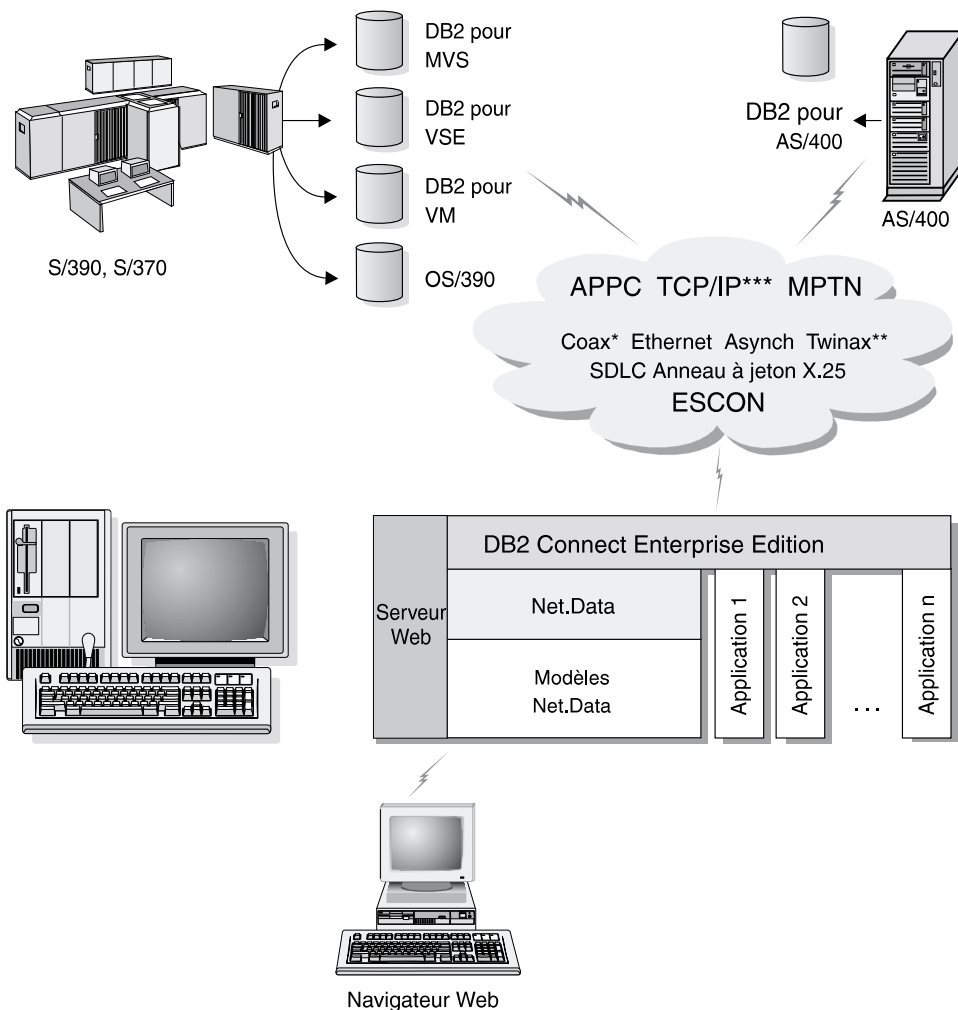 DB2 pour
MVS
DB2 pour
VSE
DB2 pour
VM
OS/390
S/390, S/370
DB2 pour
AS/400
AS/400
APPC TCP/IP*** MPTN
Coax* Ethernet Asynch Twinax**
SDLC Anneau à jeton X.25
ESCON
DB2 Connect Enterprise Edition
Serveur
Web
Net.Data
Modèles
Net.Data
Application 1
Application 2
...
Application n
Navigateur Web